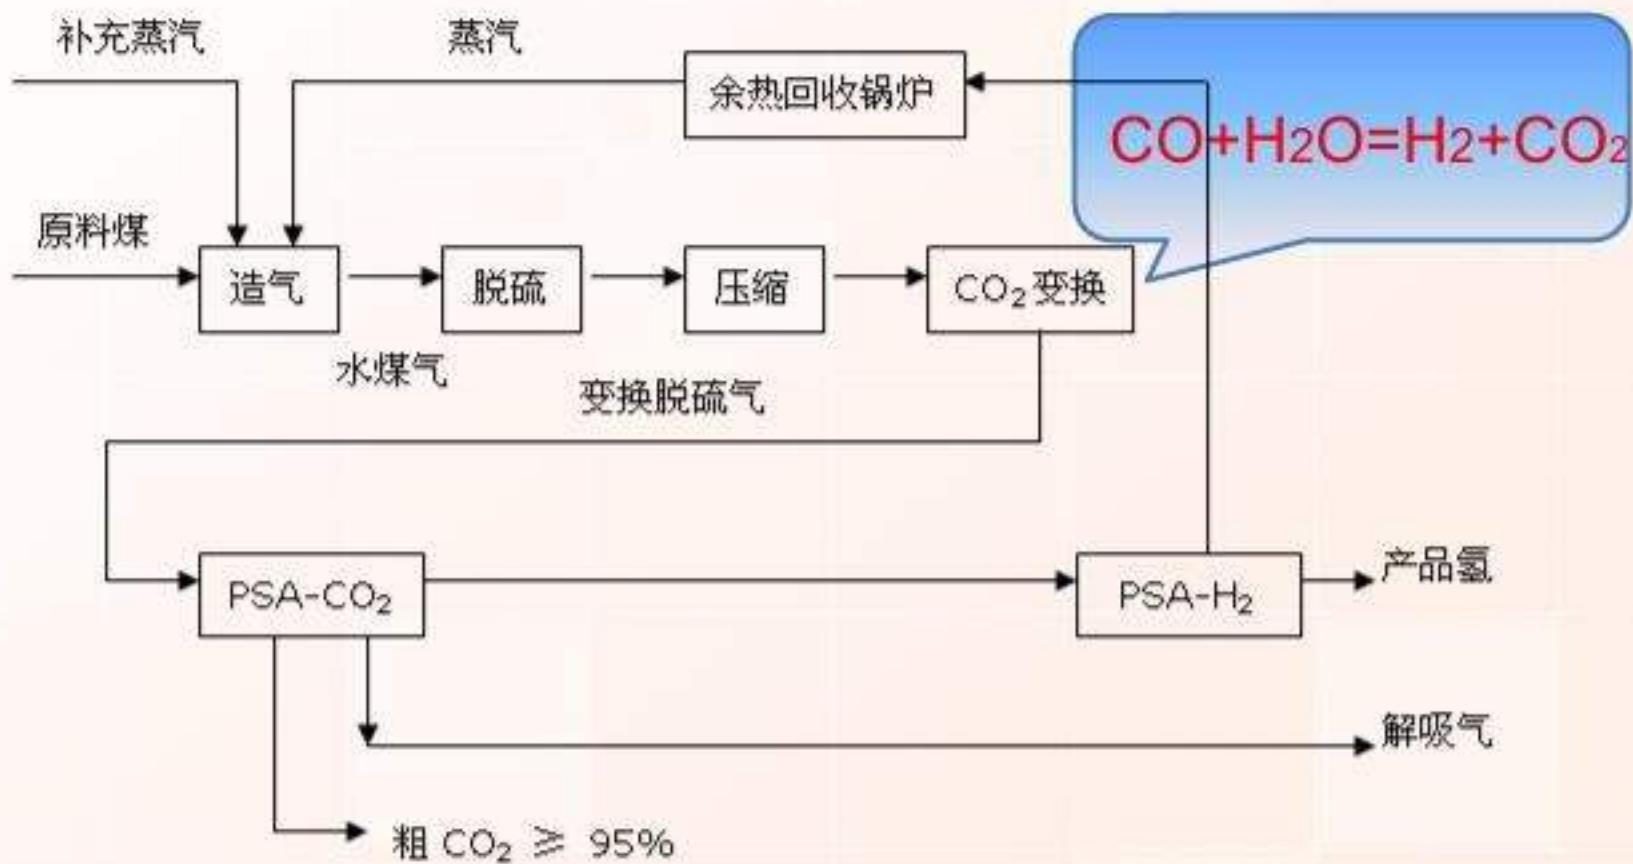 补充蒸汽
蒸汽
余热回收锅炉
CO+H2O=H2+CO2
原料煤
造气
脱硫
压缩
CO₂变换
水煤气
变换脱硫气
PSA-CO₂
PSA-H₂
产品氢
解吸气
粗 CO₂ ≥ 95%